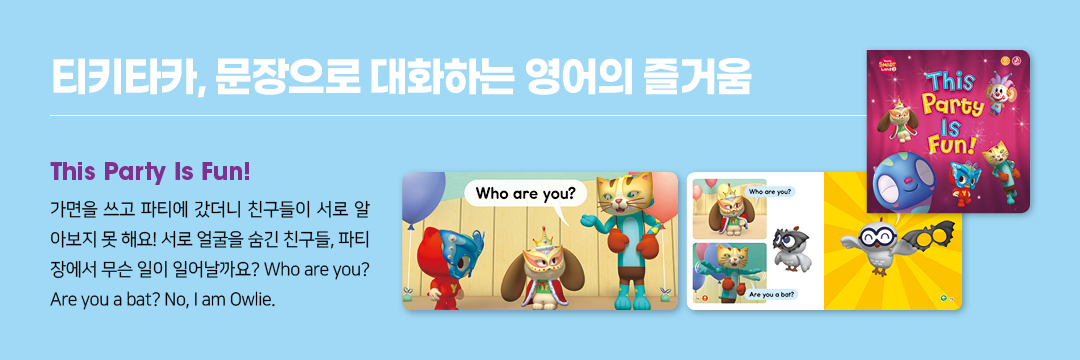 티키타카, 문장으로 대화하는 영어의 즐거움
This Party Is Fun!
가면을 쓰고 파티에 갔더니 친구들이 서로 알
아보지 못 해요! 서로 얼굴을 숨긴 친구들, 파티
장에서 무슨 일이 일어날까요? Who are you?
Are you a bat? No, I am Owlie.
Who are you?
Who are you?
Are you a bat?
This
Party
Is
Fun!